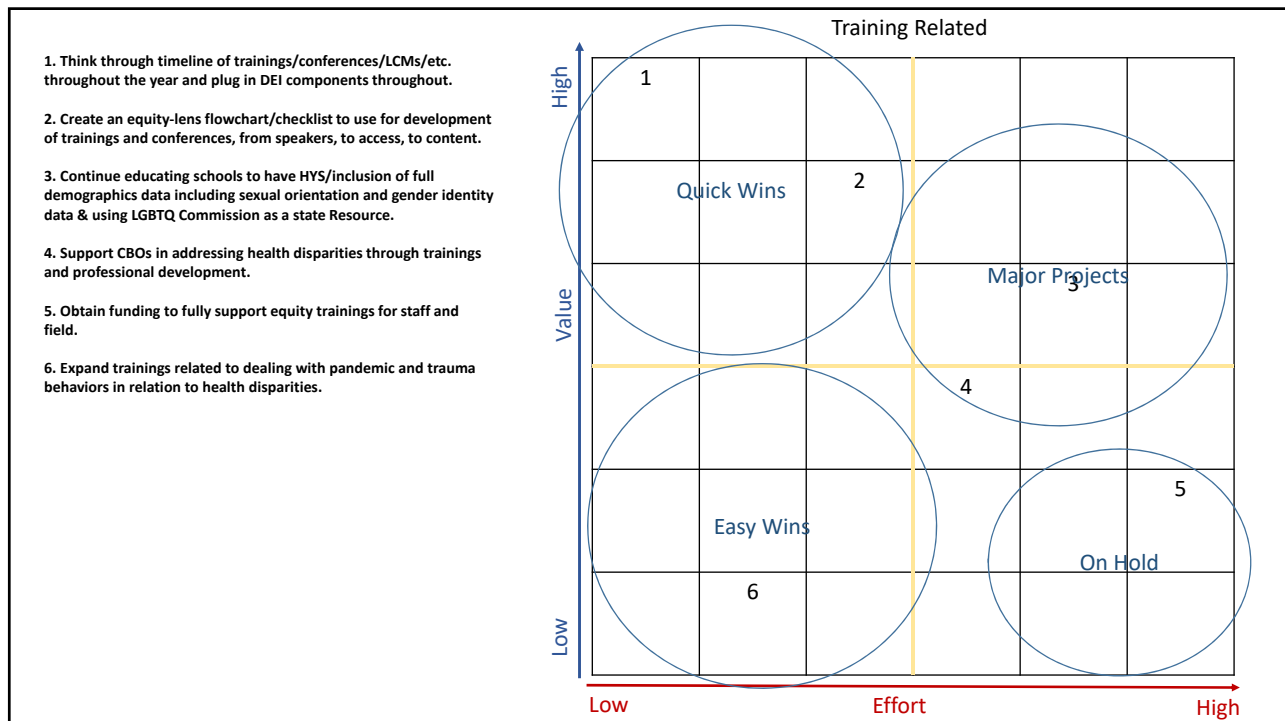 1. Think through timeline of trainings/conferences/LCMs/etc.
throughout the year and plug in DEI components throughout.
2. Create an equity-lens flowchart/checklist to use for development
of trainings and conferences, from speakers, to access, to content.
3. Continue educating schools to have HYS/inclusion of full
demographics data including sexual orientation and gender identity
data & using LGBTQ Commission as a state Resource.
4. Support CBOs in addressing health disparities through trainings
and professional development.
5. Obtain funding to fully support equity trainings for staff and
field.
6. Expand trainings related to dealing with pandemic and trauma
behaviors in relation to health disparities.
Training Related
High
Value
Low
1
2
Quick Wins
Major Projects
3
4
5
Easy Wins
On Hold
6
Low
Effort
High